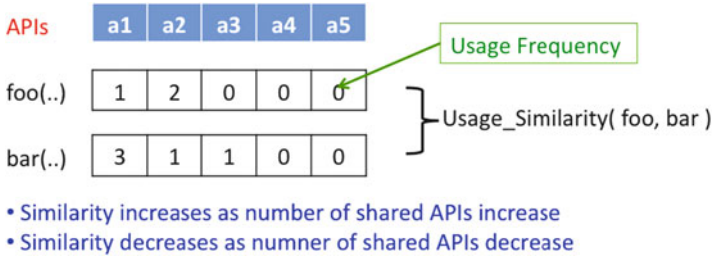 APIs a1 a2 a3 a4 a5
Usage Frequency
foo(..) 1 2 0 0 0
Usage_Similarity( foo, bar )
bar(..) 3 1 1 0 0
• Similarity increases as number of shared APIs increase
• Similarity decreases as numner of shared APIs decrease